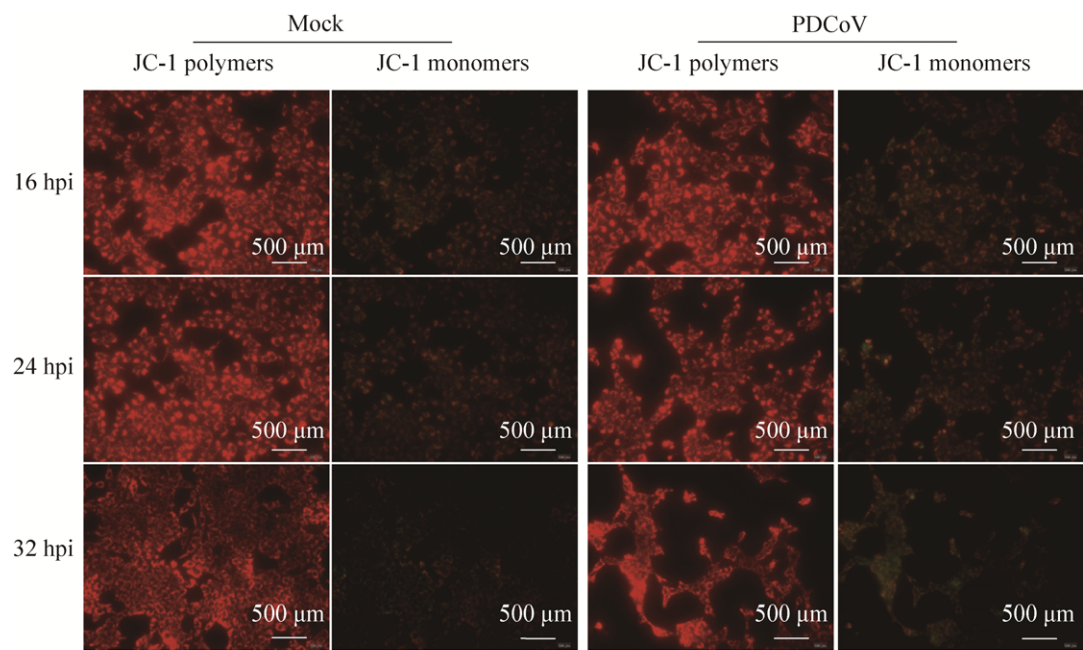 Mock PDCoV
JC-1 polymers JC-1 monomers JC-1 polymers JC-1 monomers
16 hpi 500 μm 500 μm 500 μm 500 μm
24 hpi 500 μm 500 μm 500 μm 500 μm
32 hpi 500 μm 500 μm 500 μm 500 μm